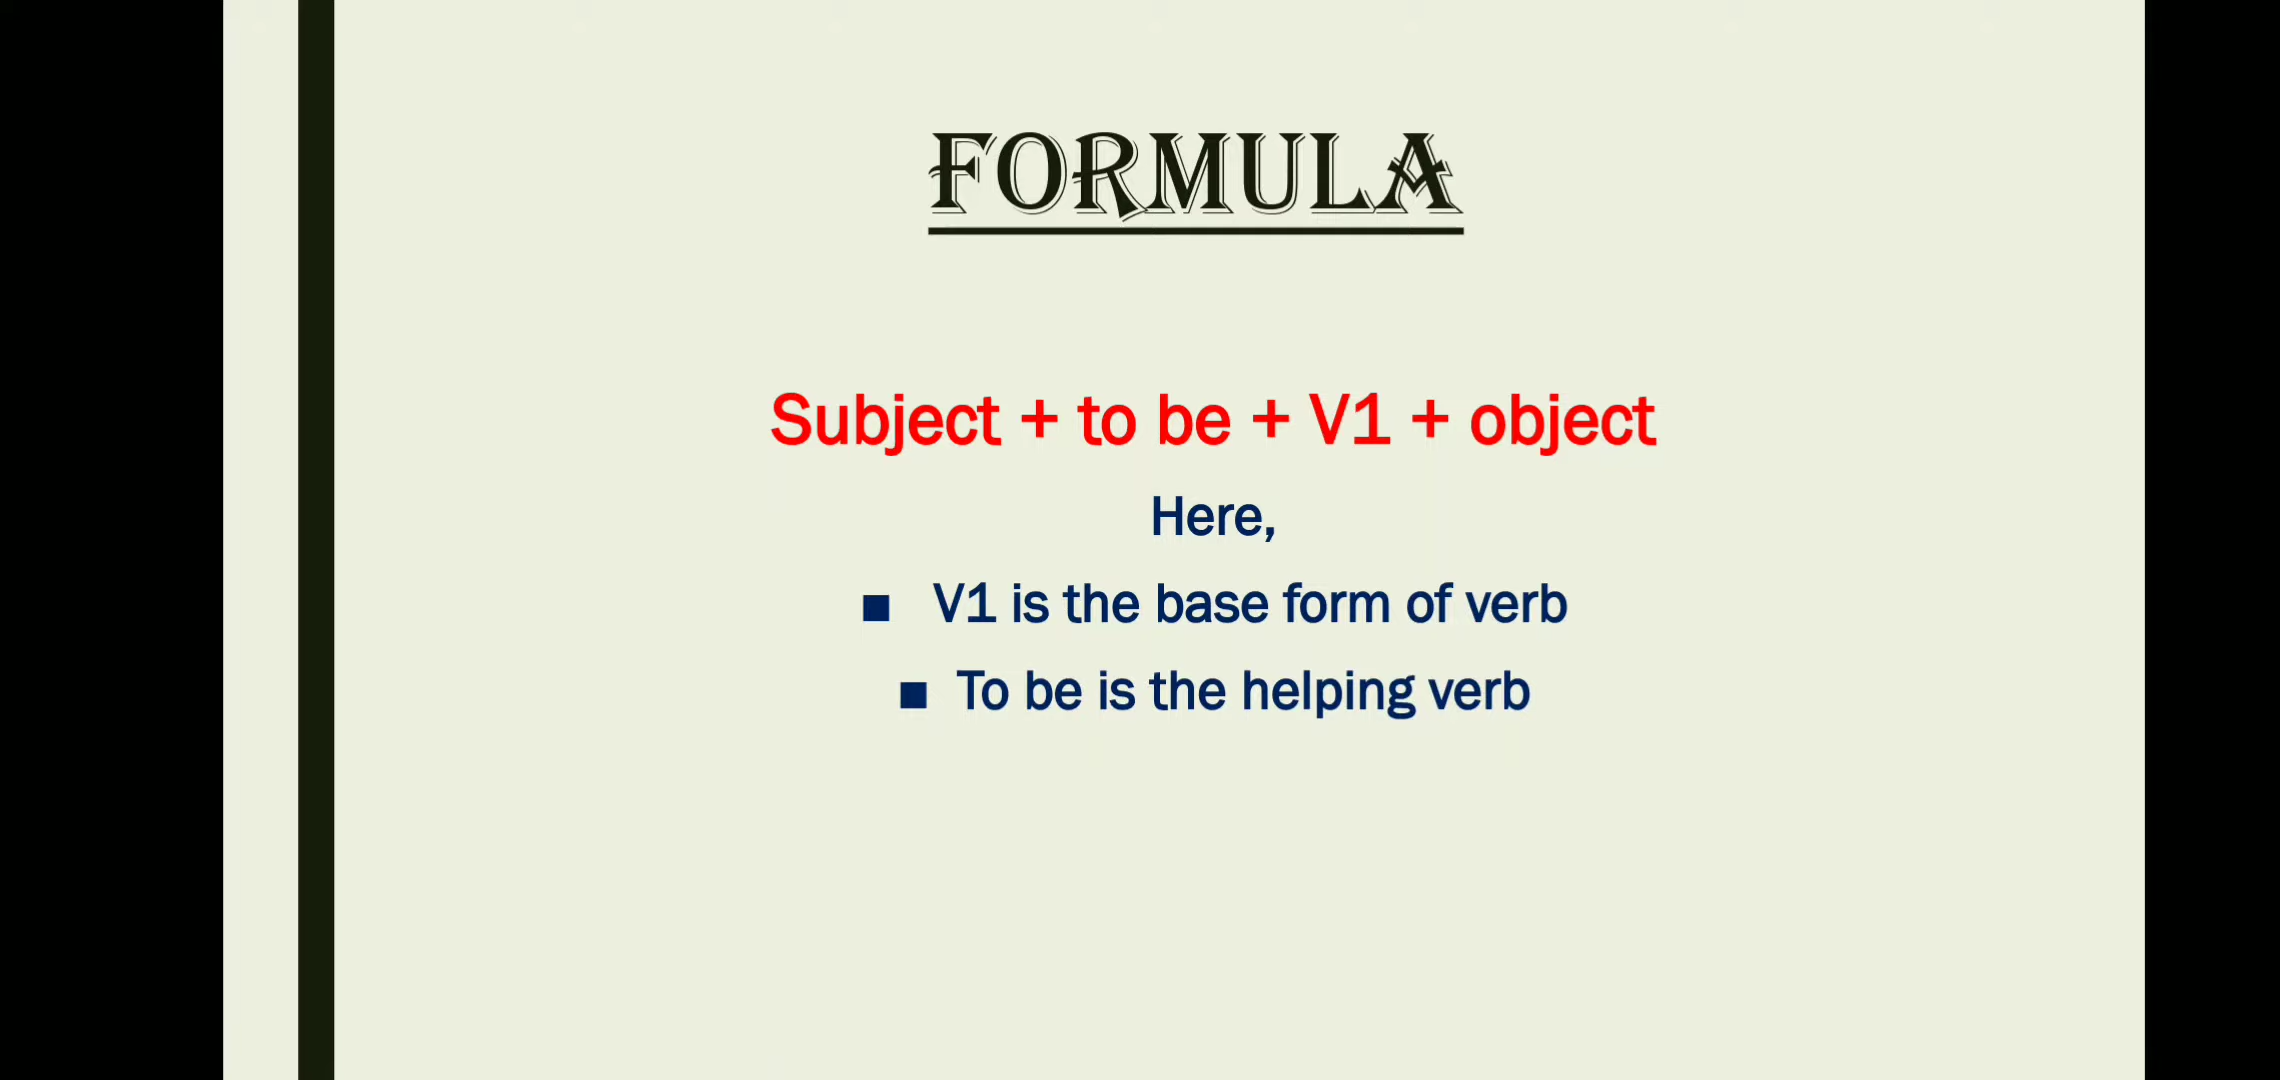 FORMULA
Subject + to be + V1 + object
Here,
■ V1 is the base form of verb
■ To be is the helping verb